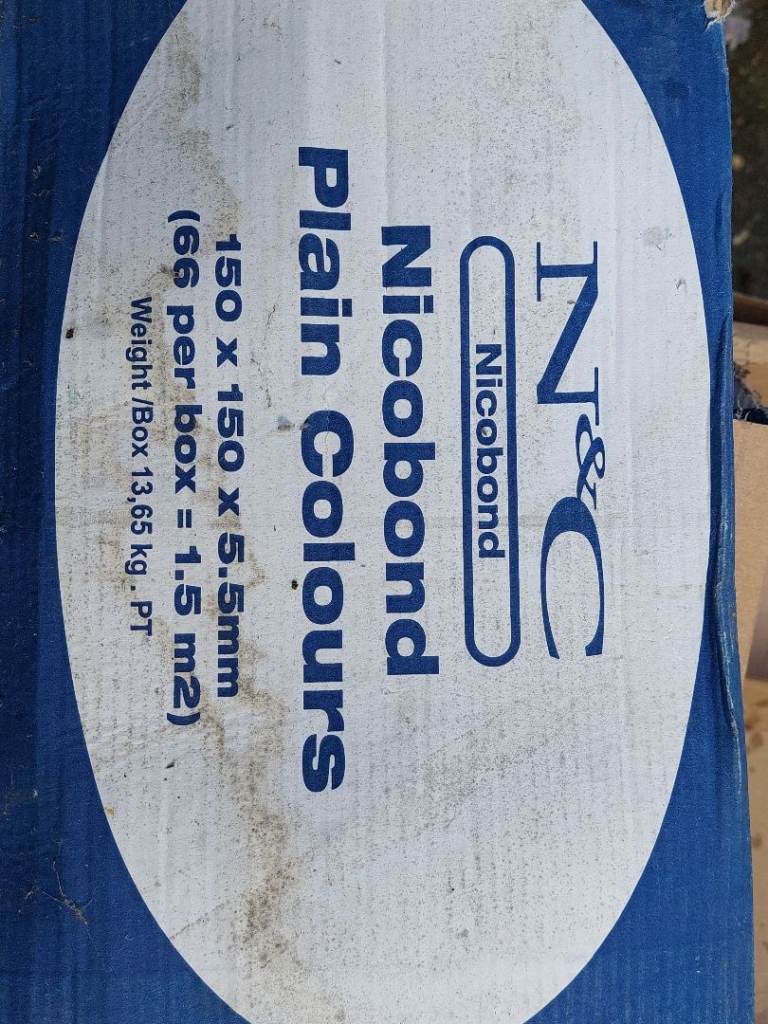 N&C
Nicobond
Nicobond
Plain Colours
150 x 150 x 5.5mm
(66 per box = 1.5 m2)
Weight /Box 13,65 kg . PT